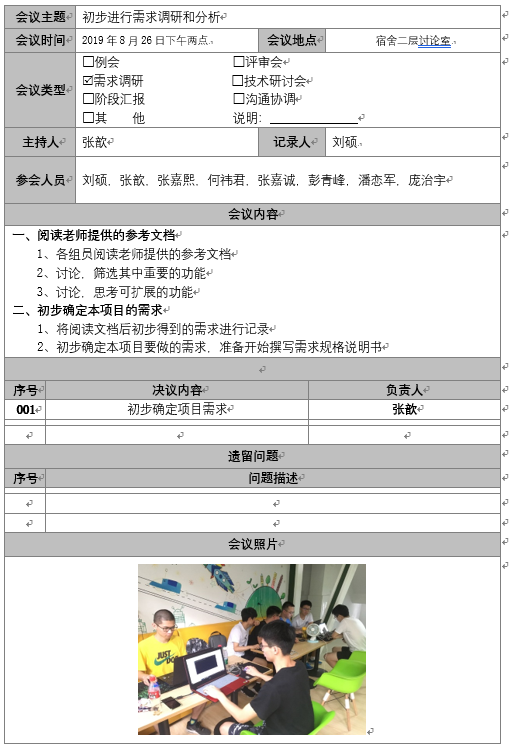 会议主题 初步进行需求调研和分析
会议时间 2019 年 8 月 26 日下午两点 会议地点 宿舍二层讨论室
会议类型
☐例会 ☐评审会
☑需求调研 ☐技术研讨会
☐阶段汇报 ☐沟通协调
☐其 他 说明：
主持人 张歆 记录人 刘硕
参会人员 刘硕，张歆，张嘉熙，何祎君，张嘉诚，彭青峰，潘恋军，庞治宇
会议内容
一、阅读老师提供的参考文档
1、各组员阅读老师提供的参考文档
2、讨论，筛选其中重要的功能
3、讨论，思考可扩展的功能
二、初步确定本项目的需求
1、将阅读文档后初步得到的需求进行记录
2、初步确定本项目要做的需求，准备开始撰写需求规格说明书
序号 决议内容 负责人
001 初步确定项目需求 张歆
遗留问题
序号 问题描述
会议照片
JUST
DO